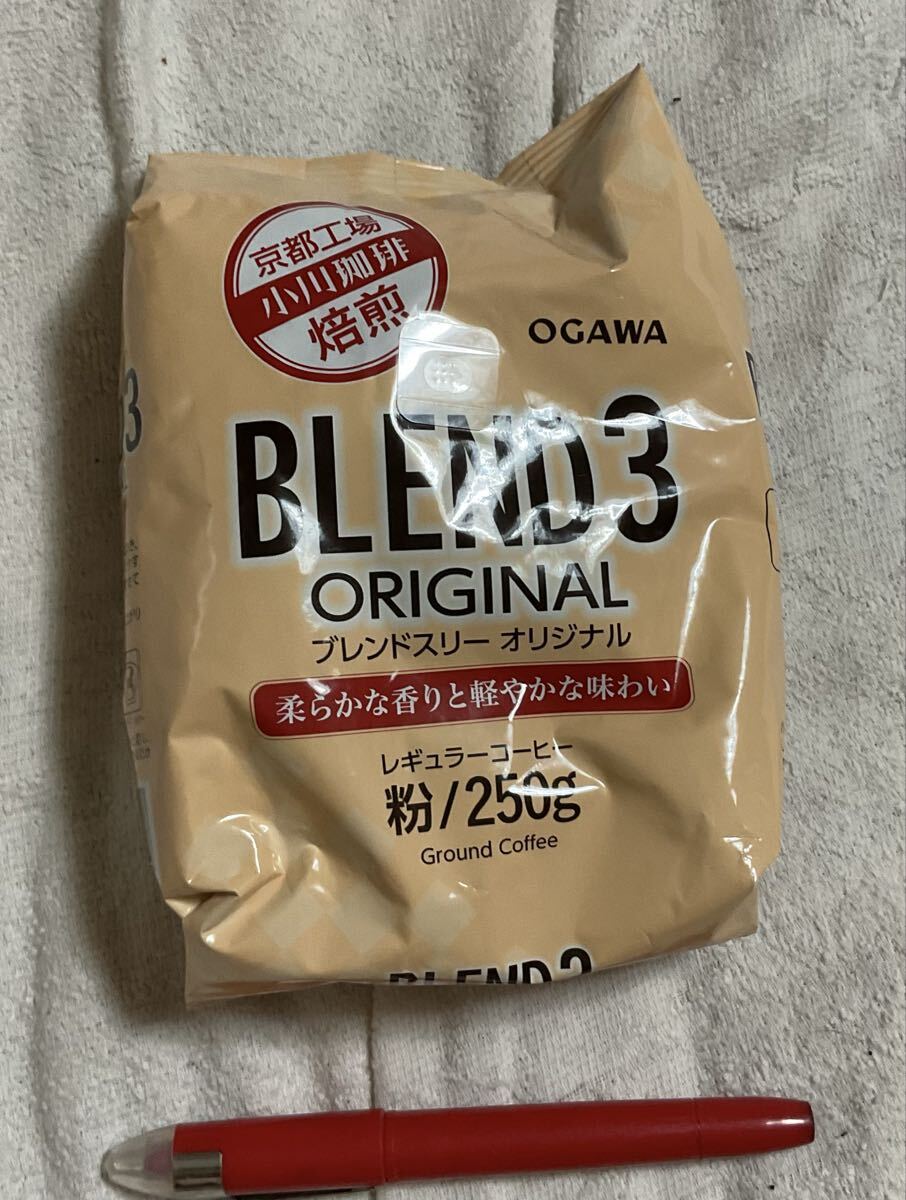 京都工場
小川珈琲
焙煎
OGAWA
BLEND3
ORIGINAL
ブレンドスリー オリジナル
柔らかな香りと軽やかな味わい
レギュラーコーヒー
粉/250g
Ground Coffee
BLEND3
3